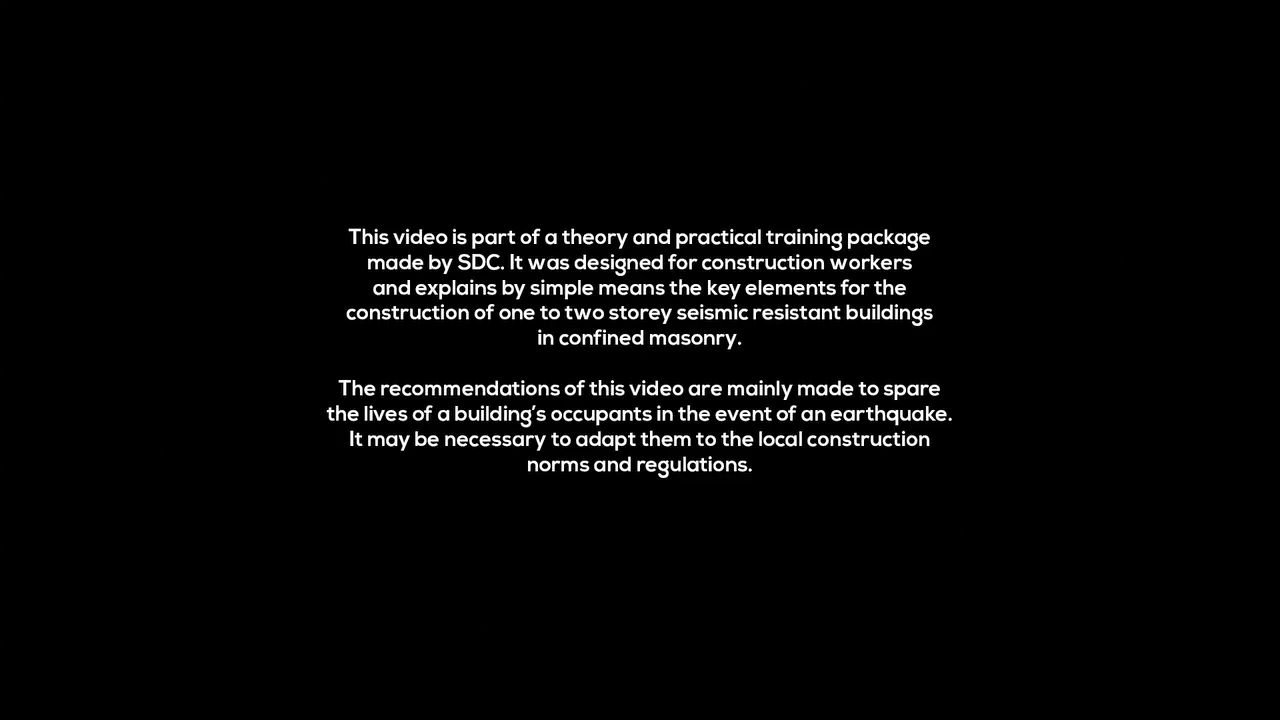 This video is part of a theory and practical training package
made by SDC. It was designed for construction workers
and explains by simple means the key elements for the
construction of one to two storey seismic resistant buildings
in confined masonry.
The recommendations of this video are mainly made to spare
the lives of a building’s occupants in the event of an earthquake.
It may be necessary to adapt them to the local construction
norms and regulations.